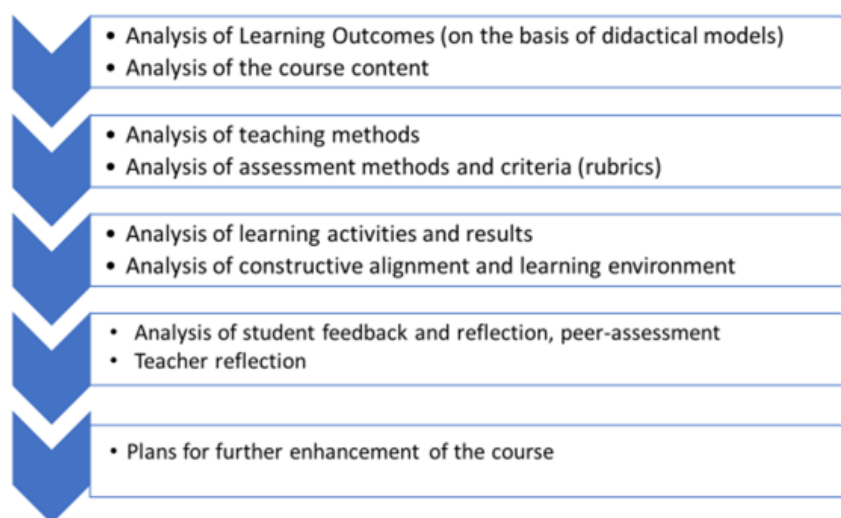 • Analysis of Learning Outcomes (on the basis of didactical models)
• Analysis of the course content
• Analysis of teaching methods
• Analysis of assessment methods and criteria (rubrics)
• Analysis of learning activities and results
• Analysis of constructive alignment and learning environment
• Analysis of student feedback and reflection, peer-assessment
• Teacher reflection
• Plans for further enhancement of the course